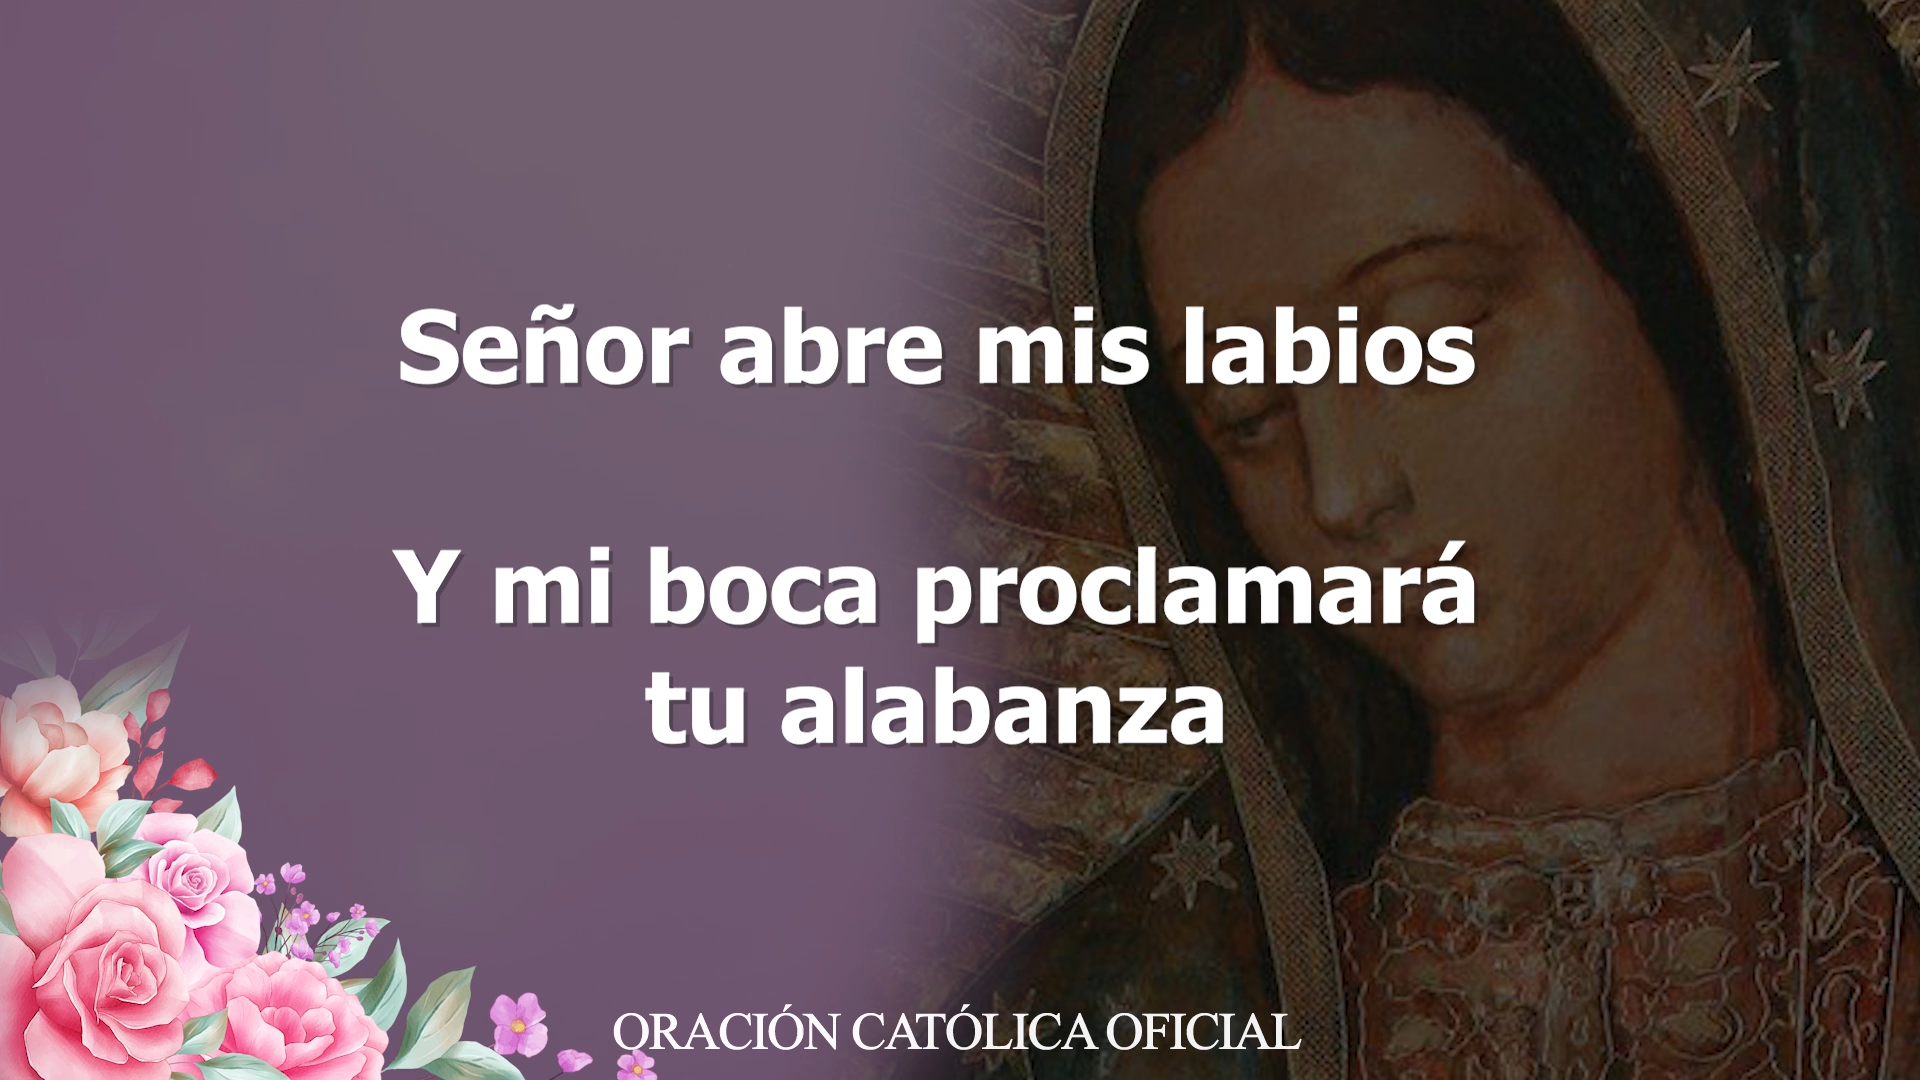 Señor abre mis labios
Y mi boca proclamará
tu alabanza
ORACIÓN CATÓLICA OFICIAL